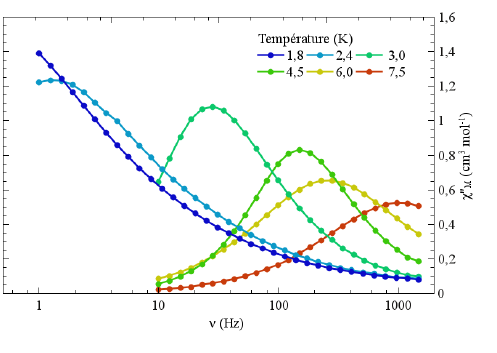 1,6
Température (K)
1,8 2,4 3,0
4,5 6,0 7,5
1,4
1,2
1
0,8
0,6
0,4
0,2
0
χ''M (cm³ mol⁻¹)
1 10 100 1000
ν (Hz)